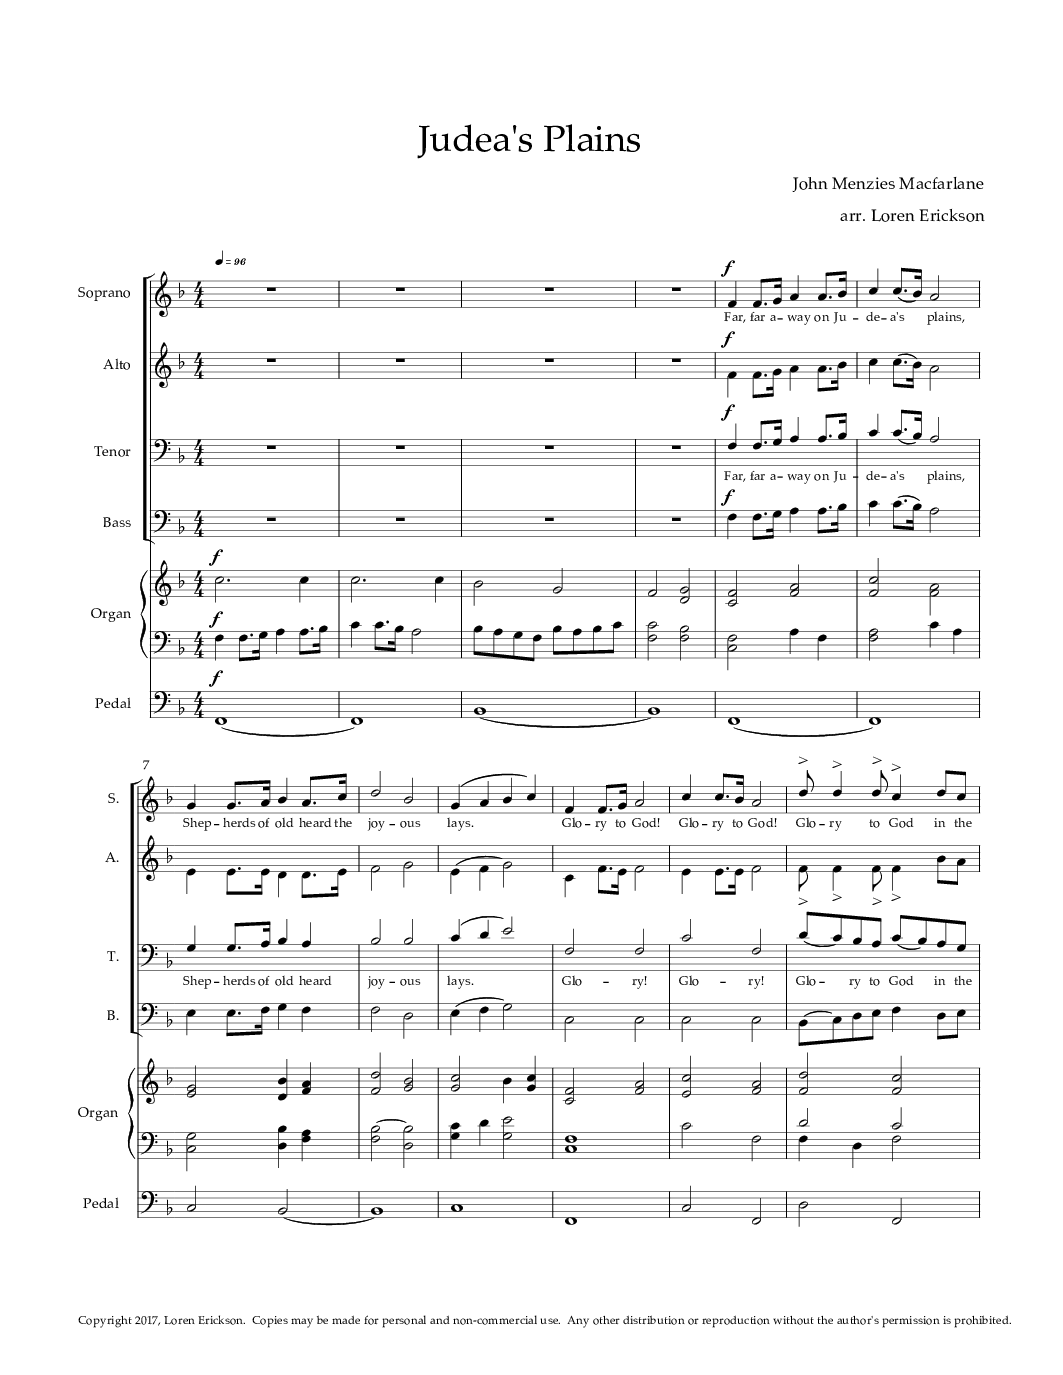 Judea's Plains
John Menzies Macfarlane
arr. Loren Erickson
♩ = 96
Soprano
f
Far, far a – way on Ju – de – a's plains,
Alto
f
Tenor
f
Far, far a – way on Ju – de – a's plains,
Bass
f
Organ
f
f
Pedal
f
7
S.
Shep – herds of old heard the joy – ous lays. Glo – ry to God! Glo – ry to God! Glo – ry to God in the
A.
T.
Shep – herds of old heard joy – ous lays. Glo – ry! Glo – ry! Glo – ry to God in the
B.
Organ
Pedal
Copyright 2017, Loren Erickson. Copies may be made for personal and non-commercial use. Any other distribution or reproduction without the author's permission is prohibited.